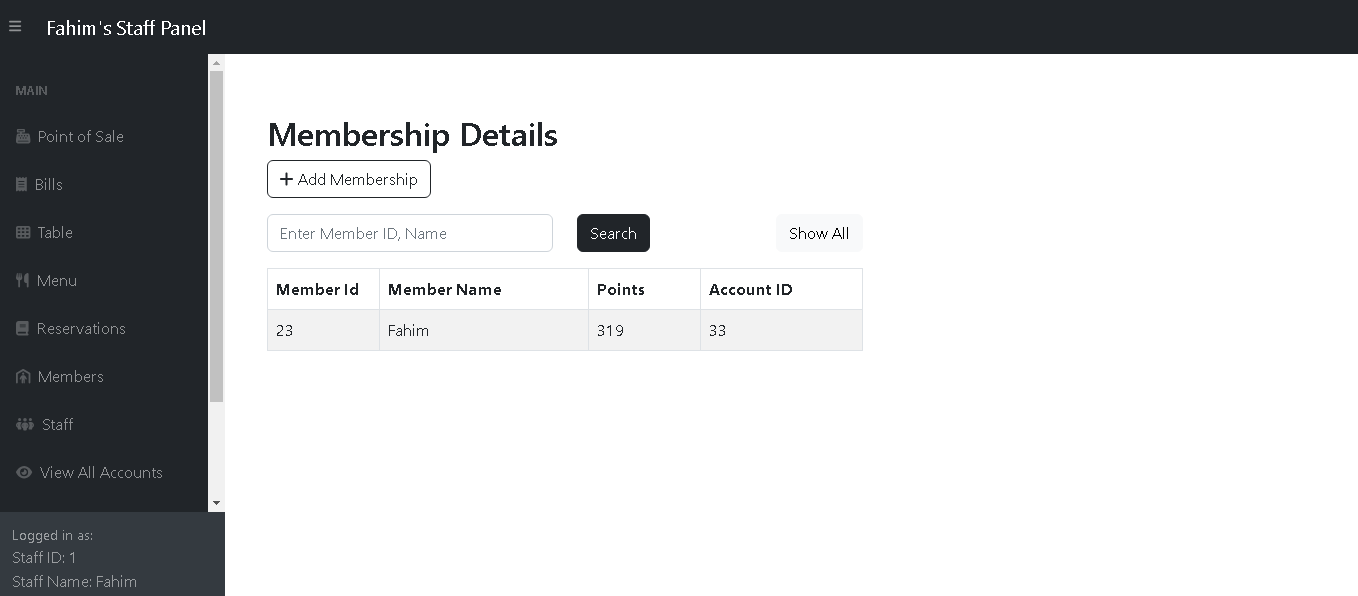 Fahim's Staff Panel
MAIN
Point of Sale
Bills
Table
Menu
Reservations
Members
Staff
View All Accounts
Logged in as:
Staff ID: 1
Staff Name: Fahim
Membership Details
+ Add Membership
Enter Member ID, Name Search Show All
Member Id Member Name Points Account ID
23 Fahim 319 33